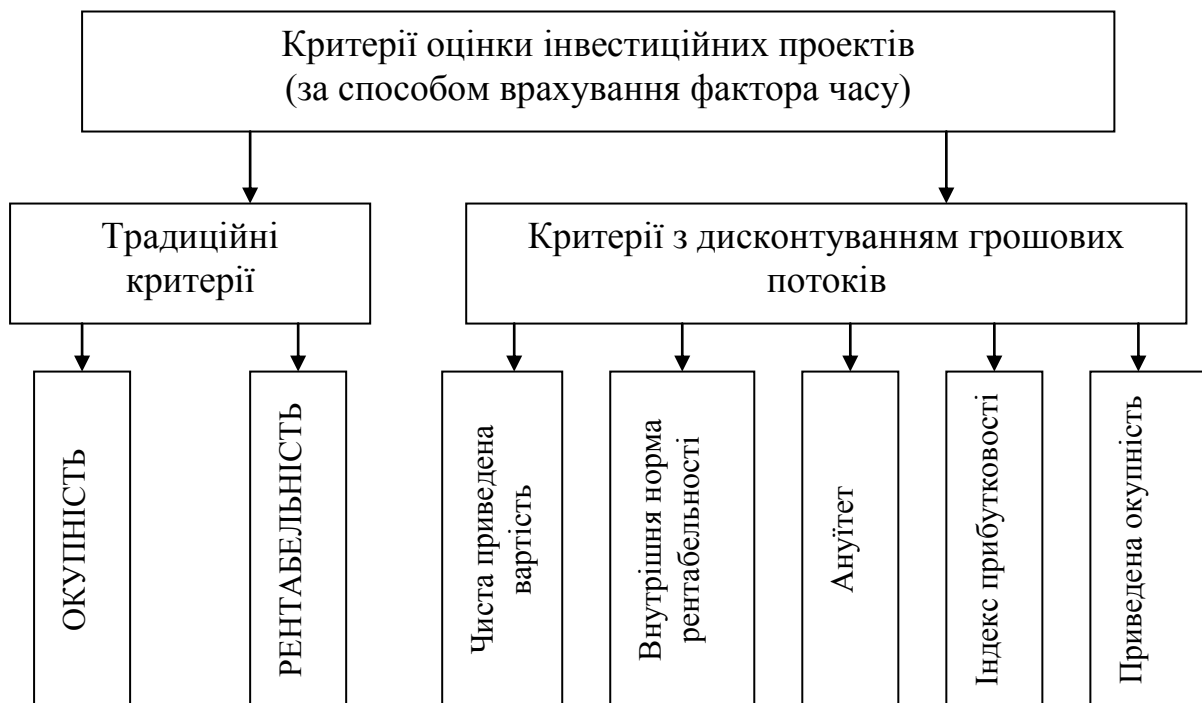 Критерії оцінки інвестиційних проектів
(за способом врахування фактора часу)
Традиційні
критерії
Критерії з дисконтуванням грошових
потоків
ОКУПНІСТЬ
РЕНТАБЕЛЬНІСТЬ
Чиста приведена
вартість
Внутрішня норма
рентабельності
Ануїтет
Індекс прибутковості
Приведена окупність